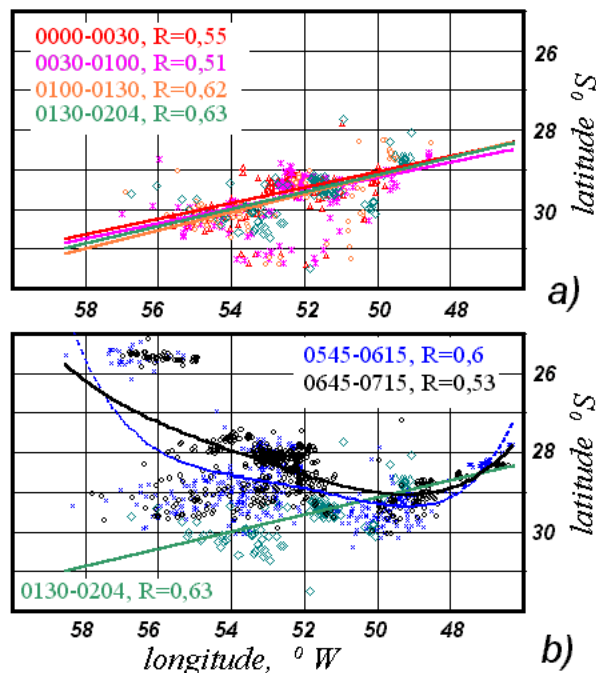 0000-0030, R=0,55
0030-0100, R=0,51
0100-0130, R=0,62
0130-0204, R=0,63
26
28
30
latitude ⁰S
58 56 54 52 50 48
a)
0545-0615, R=0,6
0645-0715, R=0,53
26
28
30
latitude ⁰S
0130-0204, R=0,63
58 56 54 52 50 48
longitude, ⁰ W
b)